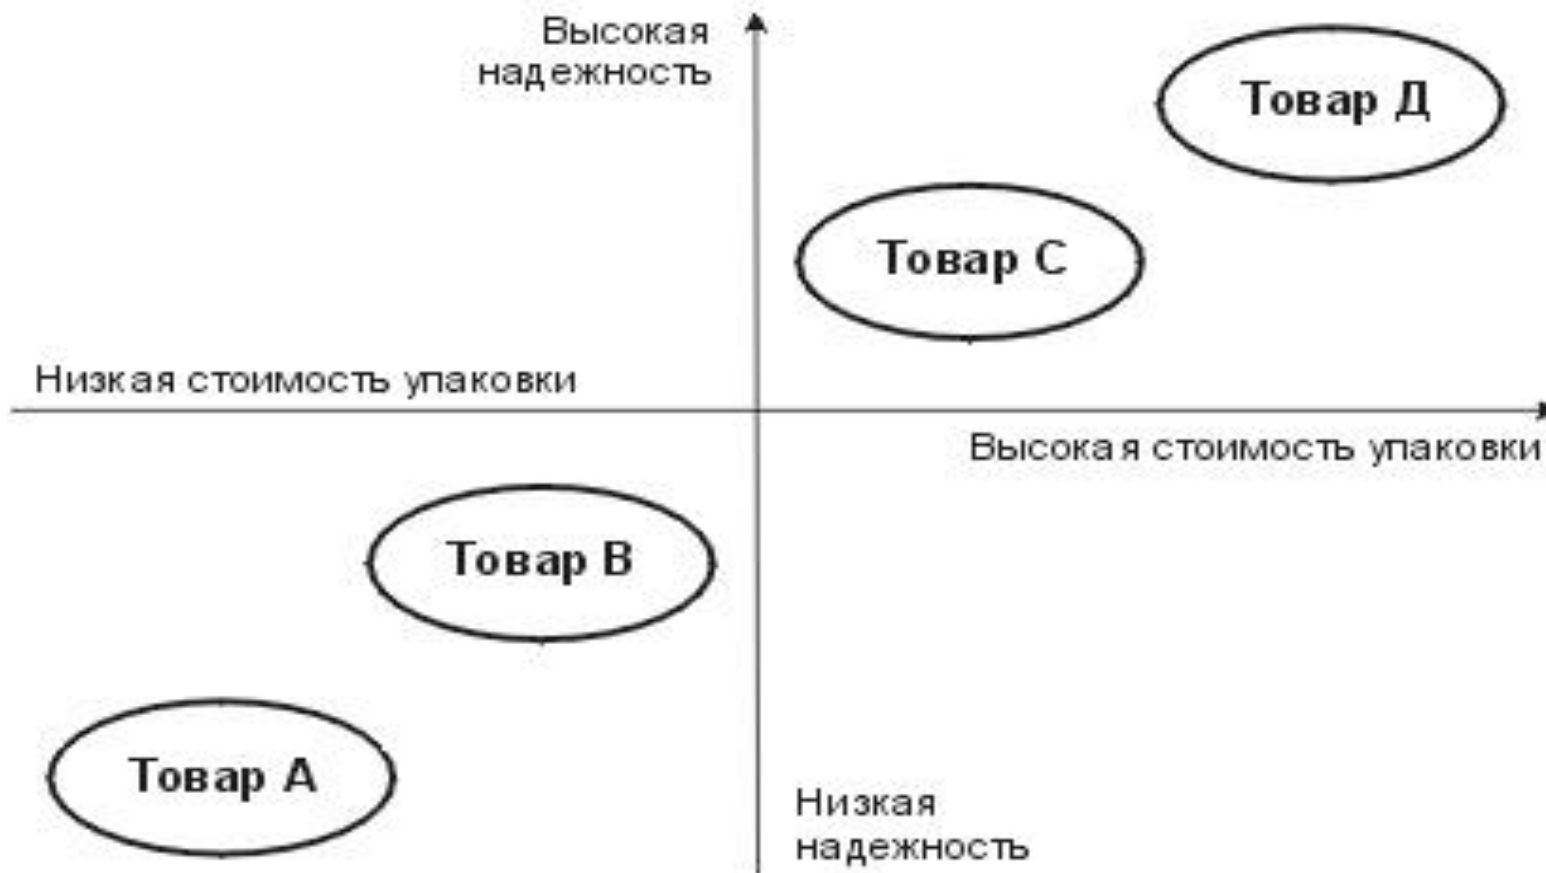 Высокая
надежность
Товар Д
Товар С
Низкая стоимость упаковки
Высокая стоимость упаковки
Товар В
Товар А
Низкая
надежность